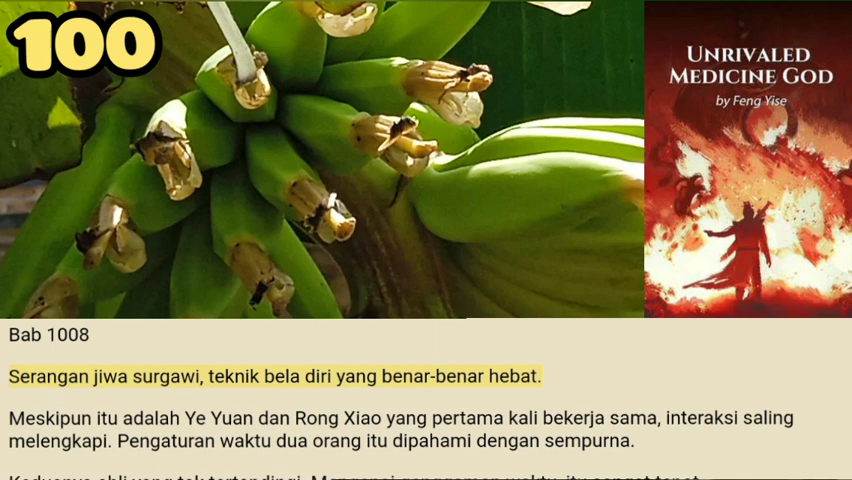 100
UNRIVALED
MEDICINE GOD
by Feng Yise
Bab 1008
Serangan jiwa surgawi, teknik bela diri yang benar-benar hebat.
Meskipun itu adalah Ye Yuan dan Rong Xiao yang pertama kali bekerja sama, interaksi saling
melengkapi. Pengaturan waktu dua orang itu dipahami dengan sempurna.